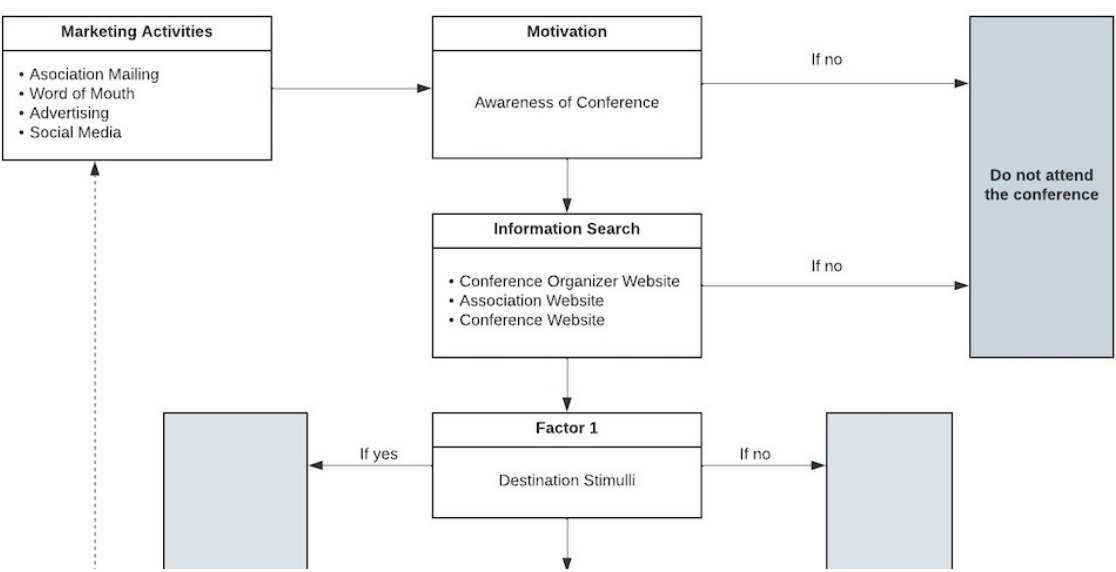 Marketing Activities
• Asociation Mailing
• Word of Mouth
• Advertising
• Social Media
Motivation
Awareness of Conference
If no
Do not attend
the conference
Information Search
• Conference Organizer Website
• Association Website
• Conference Website
If no
Factor 1
Destination Stimulli
If yes
If no